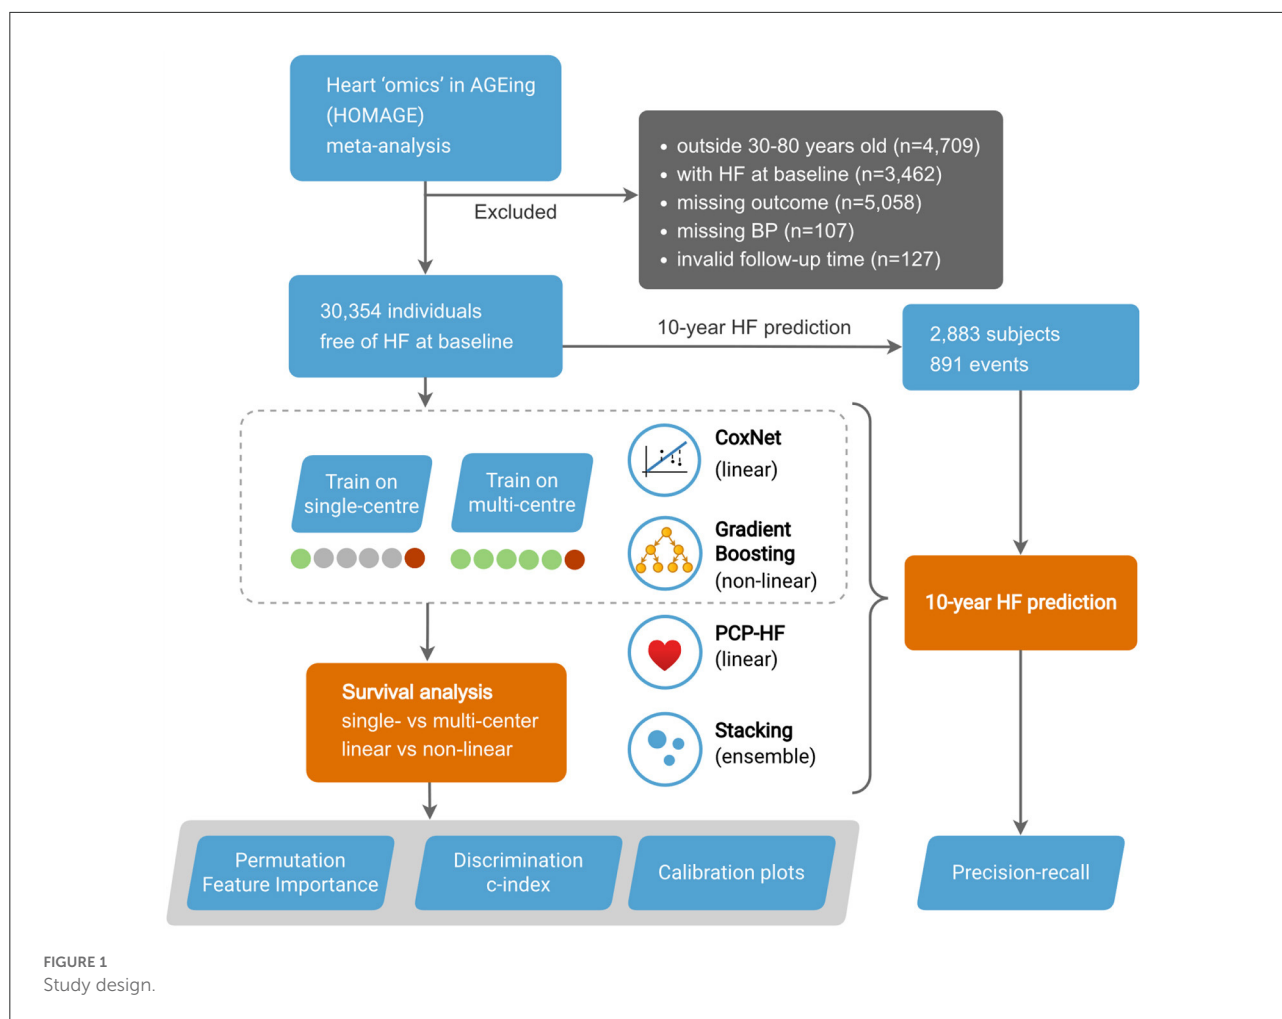 Heart ‘omics’ in AGEing
(HOMAGE)
meta-analysis
Excluded
• outside 30-80 years old (n=4,709)
• with HF at baseline (n=3,462)
• missing outcome (n=5,058)
• missing BP (n=107)
• invalid follow-up time (n=127)
30,354 individuals
free of HF at baseline
10-year HF prediction
2,883 subjects
891 events
Train on
single-centre
Train on
multi-centre
CoxNet
(linear)
Gradient
Boosting
(non-linear)
PCP-HF
(linear)
Stacking
(ensemble)
10-year HF prediction
Survival analysis
single- vs multi-center
linear vs non-linear
Permutation
Feature Importance
Discrimination
c-index
Calibration plots
Precision-recall
FIGURE 1
Study design.